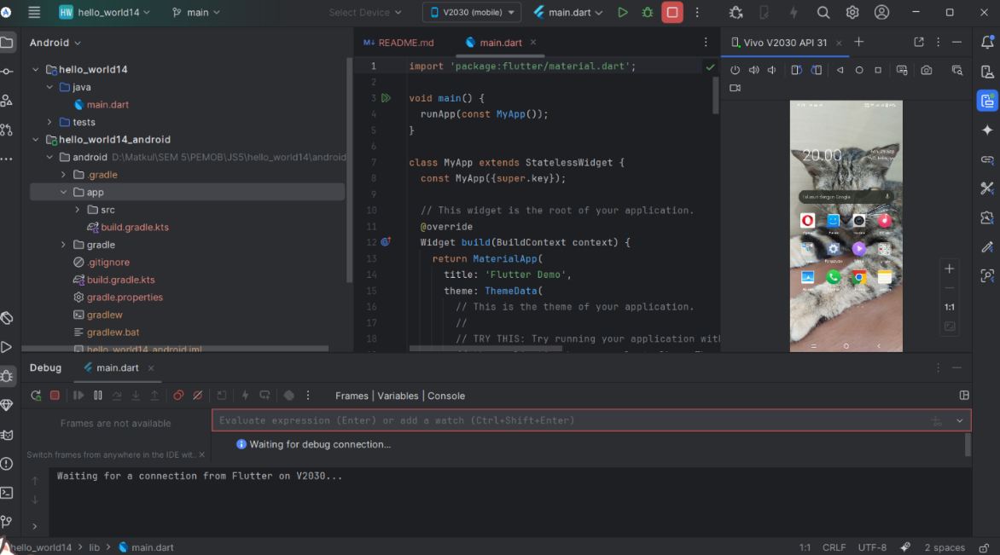 HW hello_world14 main Select Device V2030 (mobile) main.dart
Android
README.md main.dart
Vivo V2030 API 31
hello_world14
java
main.dart
tests
hello_world14_android
android D:\Matkul\SEM 5\PEMOB\JS5\hello_world14\android
.gradle
app
src
build.gradle.kts
gradle
.gitignore
build.gradle.kts
gradle.properties
gradlew
gradlew.bat
hello_world14_android.iml
1 import 'package:flutter/material.dart';
2
3 void main() {
4 runApp(const MyApp());
5 }
6
7 class MyApp extends StatelessWidget {
8 const MyApp({super.key});
9
10 // This widget is the root of your application.
11 @override
12 Widget build(BuildContext context) {
13 return MaterialApp(
14 title: 'Flutter Demo',
15 theme: ThemeData(
16 // This is the theme of your application.
17 //
18 // TRY THIS: Try running your application with
20.00
1:1
Debug main.dart
Frames | Variables | Console
Frames are not available
Evaluate expression (Enter) or add a watch (Ctrl+Shift+Enter)
Waiting for debug connection...
Switch frames from anywhere in the IDE wit..
Waiting for a connection from Flutter on V2030...
hello_world14 > lib > main.dart
1:1 CRLF UTF-8 2 spaces